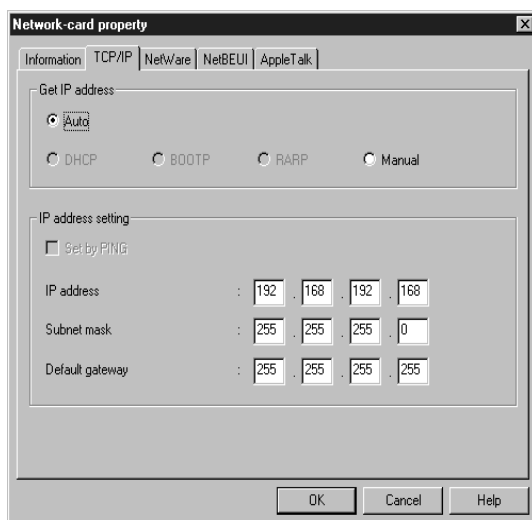 Network-card property
Information TCP/IP NetWare NetBEUI AppleTalk
Get IP address
Auto
DHCP BOOTP RARP Manual
IP address setting
Set by PING
IP address : 192 . 168 . 192 . 168
Subnet mask : 255 . 255 . 255 . 0
Default gateway : 255 . 255 . 255 . 255
OK Cancel Help